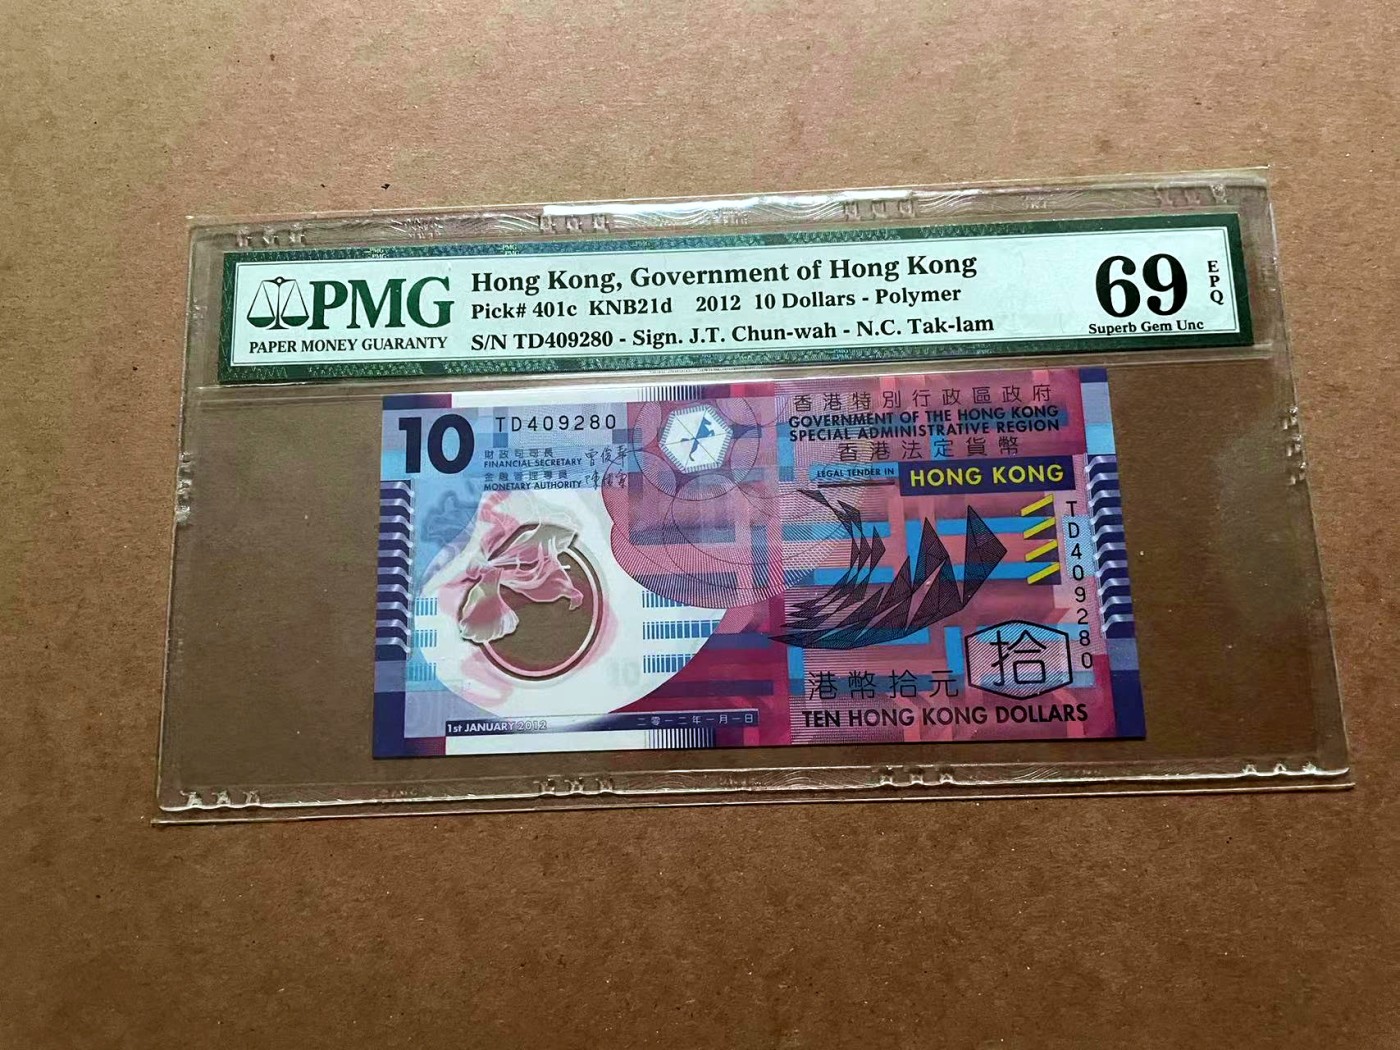 PMG
PAPER MONEY GUARANTY
Hong Kong, Government of Hong Kong
Pick# 401c KNB21d 2012 10 Dollars - Polymer
S/N TD409280 - Sign. J.T. Chun-wah - N.C. Tak-lam
69
EPQ
Superb Gem Unc
10
TD409280
財政司司長
FINANCIAL SECRETARY
金融管理專員
MONETARY AUTHORITY
香港特別行政區政府
GOVERNMENT OF THE HONG KONG
SPECIAL ADMINISTRATIVE REGION
香港法定貨幣
LEGAL TENDER IN HONG KONG
TD409280
10
拾
港幣拾元
TEN HONG KONG DOLLARS
1st JANUARY 2012
二零一二年一月一日